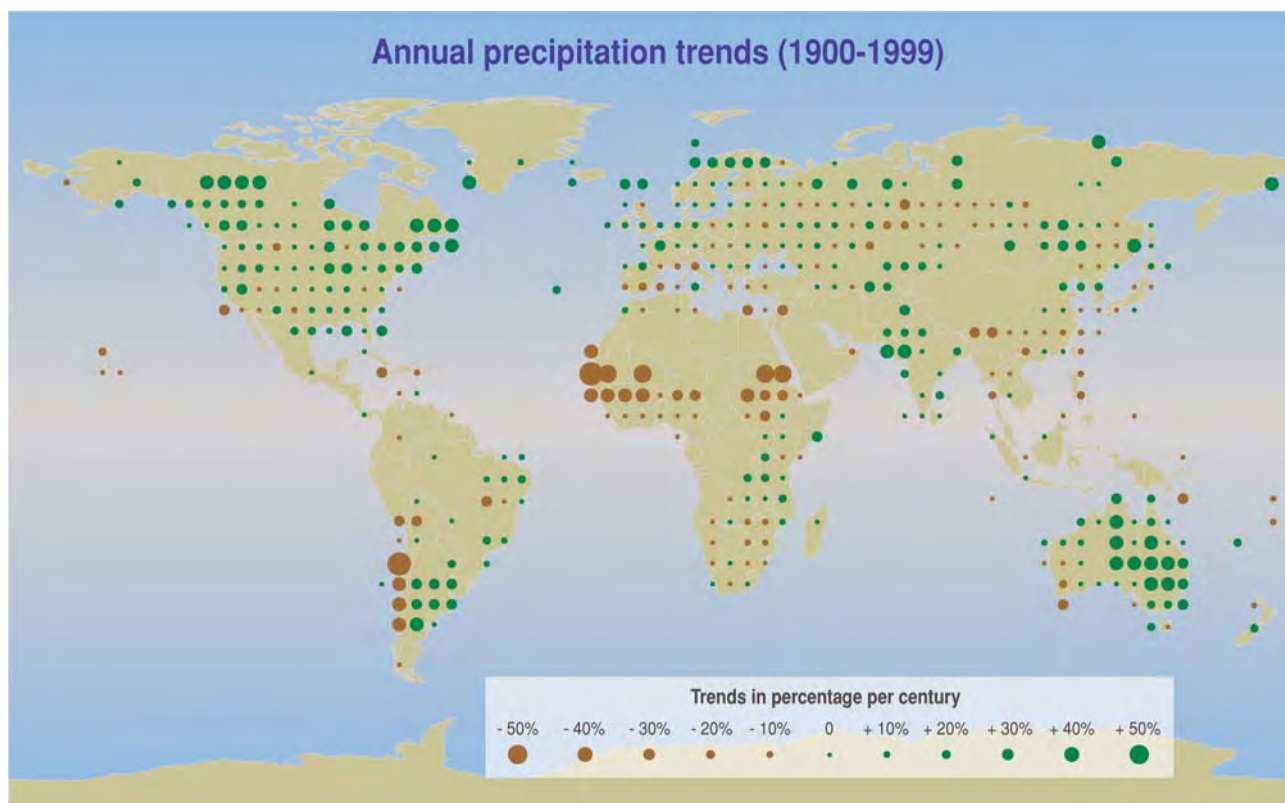 Annual precipitation trends (1900-1999)
Trends in percentage per century
- 50% - 40% - 30% - 20% - 10% 0 + 10% + 20% + 30% + 40% + 50%